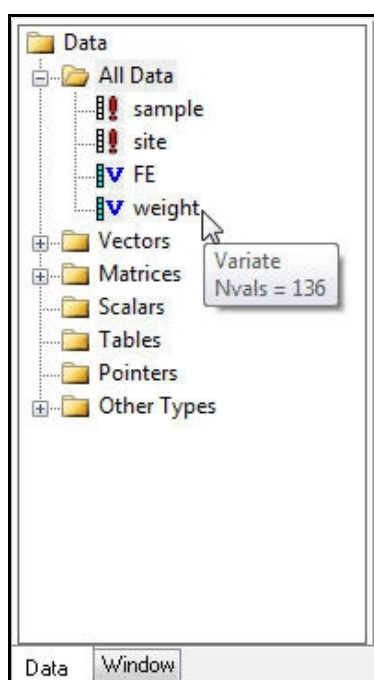 Data
All Data
sample
site
FE
weight
Vectors
Variate
Matrices
Nvals = 136
Scalars
Tables
Pointers
Other Types
Data
Window